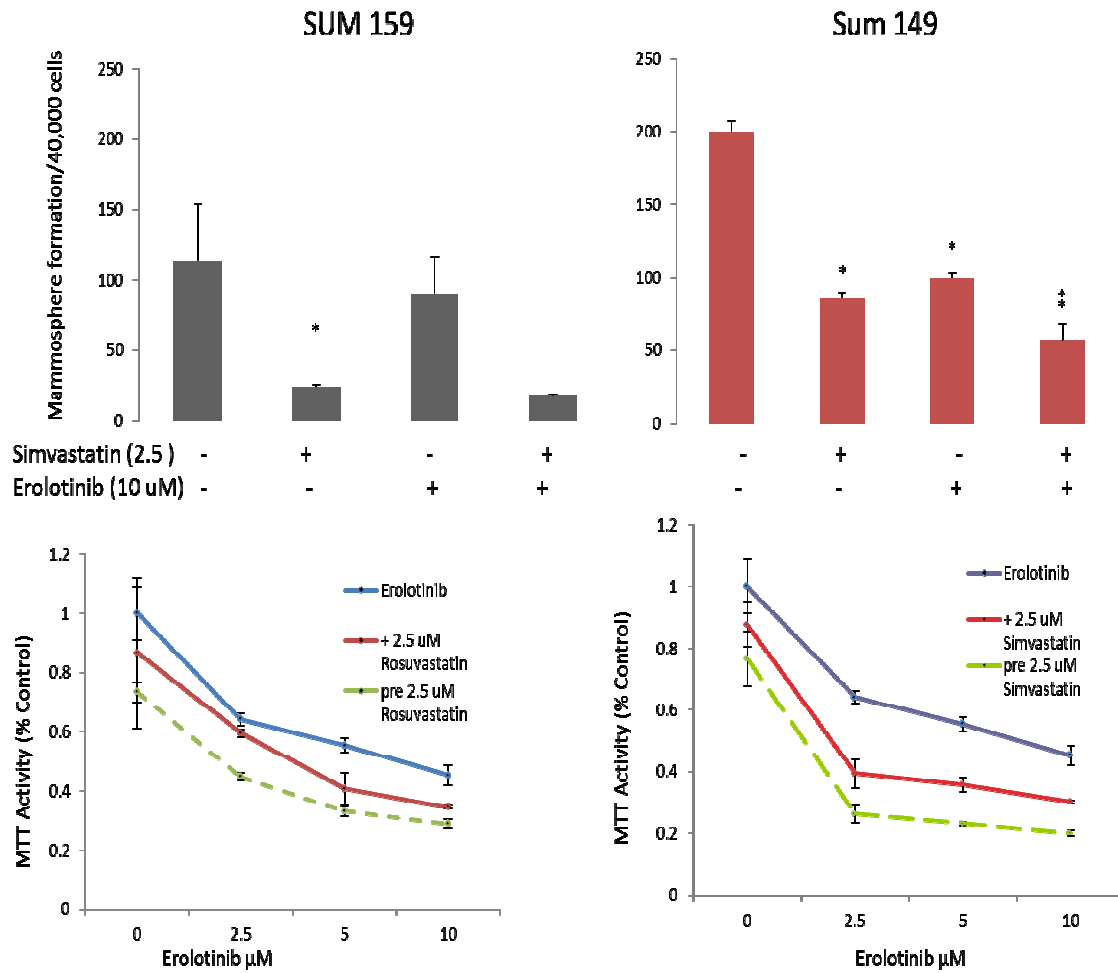 SUM 159
Sum 149
Mammosphere formation/40,000 cells
250
200
150
100
50
0
250
200
150
100
50
0
*
*
*
‡
*
Simvastatin (2.5 ) - + - + - + - +
Erolotinib (10 uM) - - + + - - + +
MTT Activity (% Control)
1.2
1
0.8
0.6
0.4
0.2
0
Erolotinib
+ 2.5 uM
Rosuvastatin
pre 2.5 uM
Rosuvastatin
0 2.5 5 10
Erolotinib µM
MTT Activity (% Control)
1.2
1
0.8
0.6
0.4
0.2
0
Erolotinib
+ 2.5 uM
Simvastatin
pre 2.5 uM
Simvastatin
0 2.5 5 10
Erolotinib µM